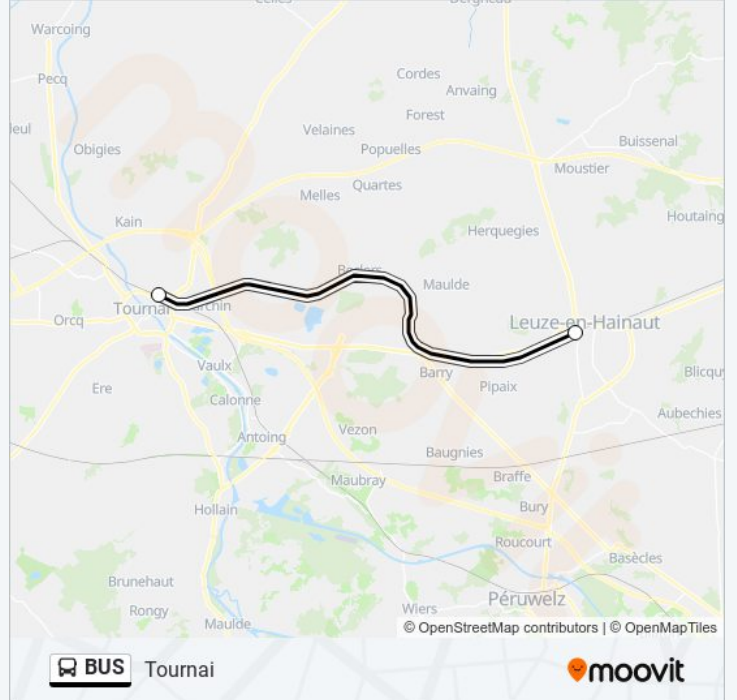 Celles
Warcoing
Pecq
Cordes
Anvaing
Forest
Velaines
Obigies
Popuelles
Buissenal
Moustier
Quartes
Melles
Houtaing
Kain
Herquegies
Maulde
Tournai
Orcq
Leuze-en-Hainaut
Vaulx
Barry
Pipaix
Ere
Calonne
Aubechies
Vezon
Antoing
Baugnies
Maubray
Braffe
Hollain
Bury
Roucourt
Basècles
Brunehaut
Rongy
Péruwelz
Wiers
Maulde
© OpenStreetMap contributors | © OpenMapTiles
BUS Tournai
moovit